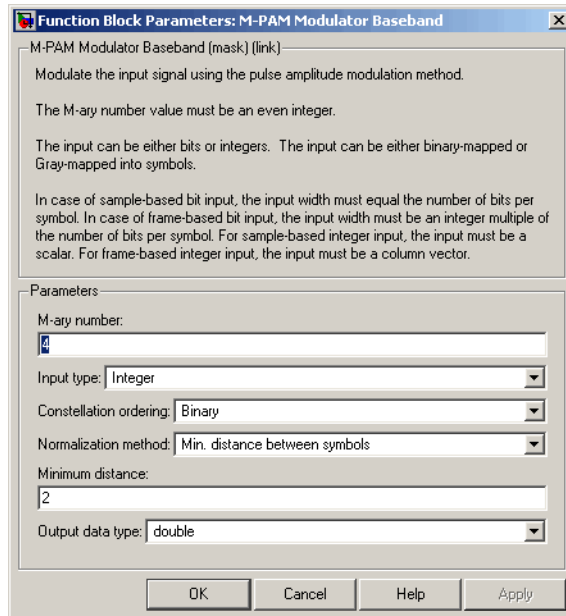 Function Block Parameters: M-PAM Modulator Baseband
M-PAM Modulator Baseband (mask) (link)
Modulate the input signal using the pulse amplitude modulation method.
The M-ary number value must be an even integer.
The input can be either bits or integers.  The input can be either binary-mapped or
Gray-mapped into symbols.
In case of sample-based bit input, the input width must equal the number of bits per
symbol. In case of frame-based bit input, the input width must be an integer multiple of
the number of bits per symbol. For sample-based integer input, the input must be a
scalar. For frame-based integer input, the input must be a column vector.
Parameters
M-ary number:
4
Input type: Integer
Constellation ordering: Binary
Normalization method: Min. distance between symbols
Minimum distance:
2
Output data type: double
OK Cancel Help Apply